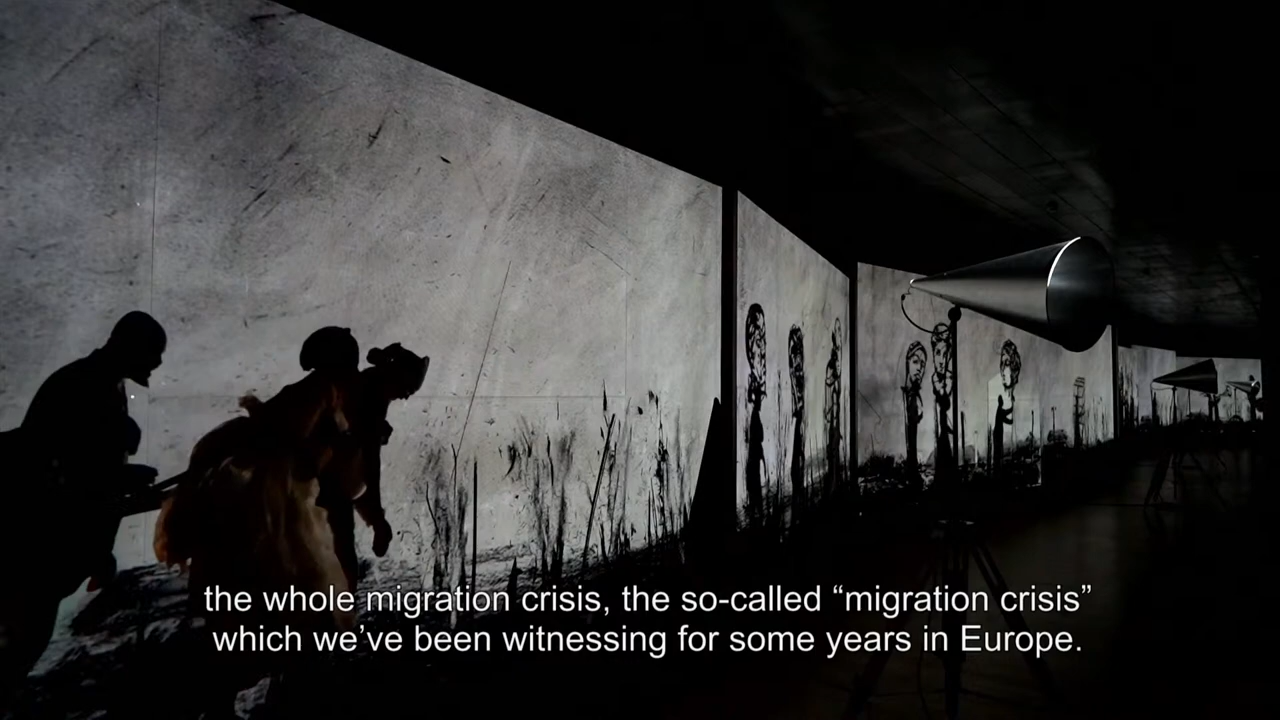 the whole migration crisis, the so-called “migration crisis”
which we’ve been witnessing for some years in Europe.